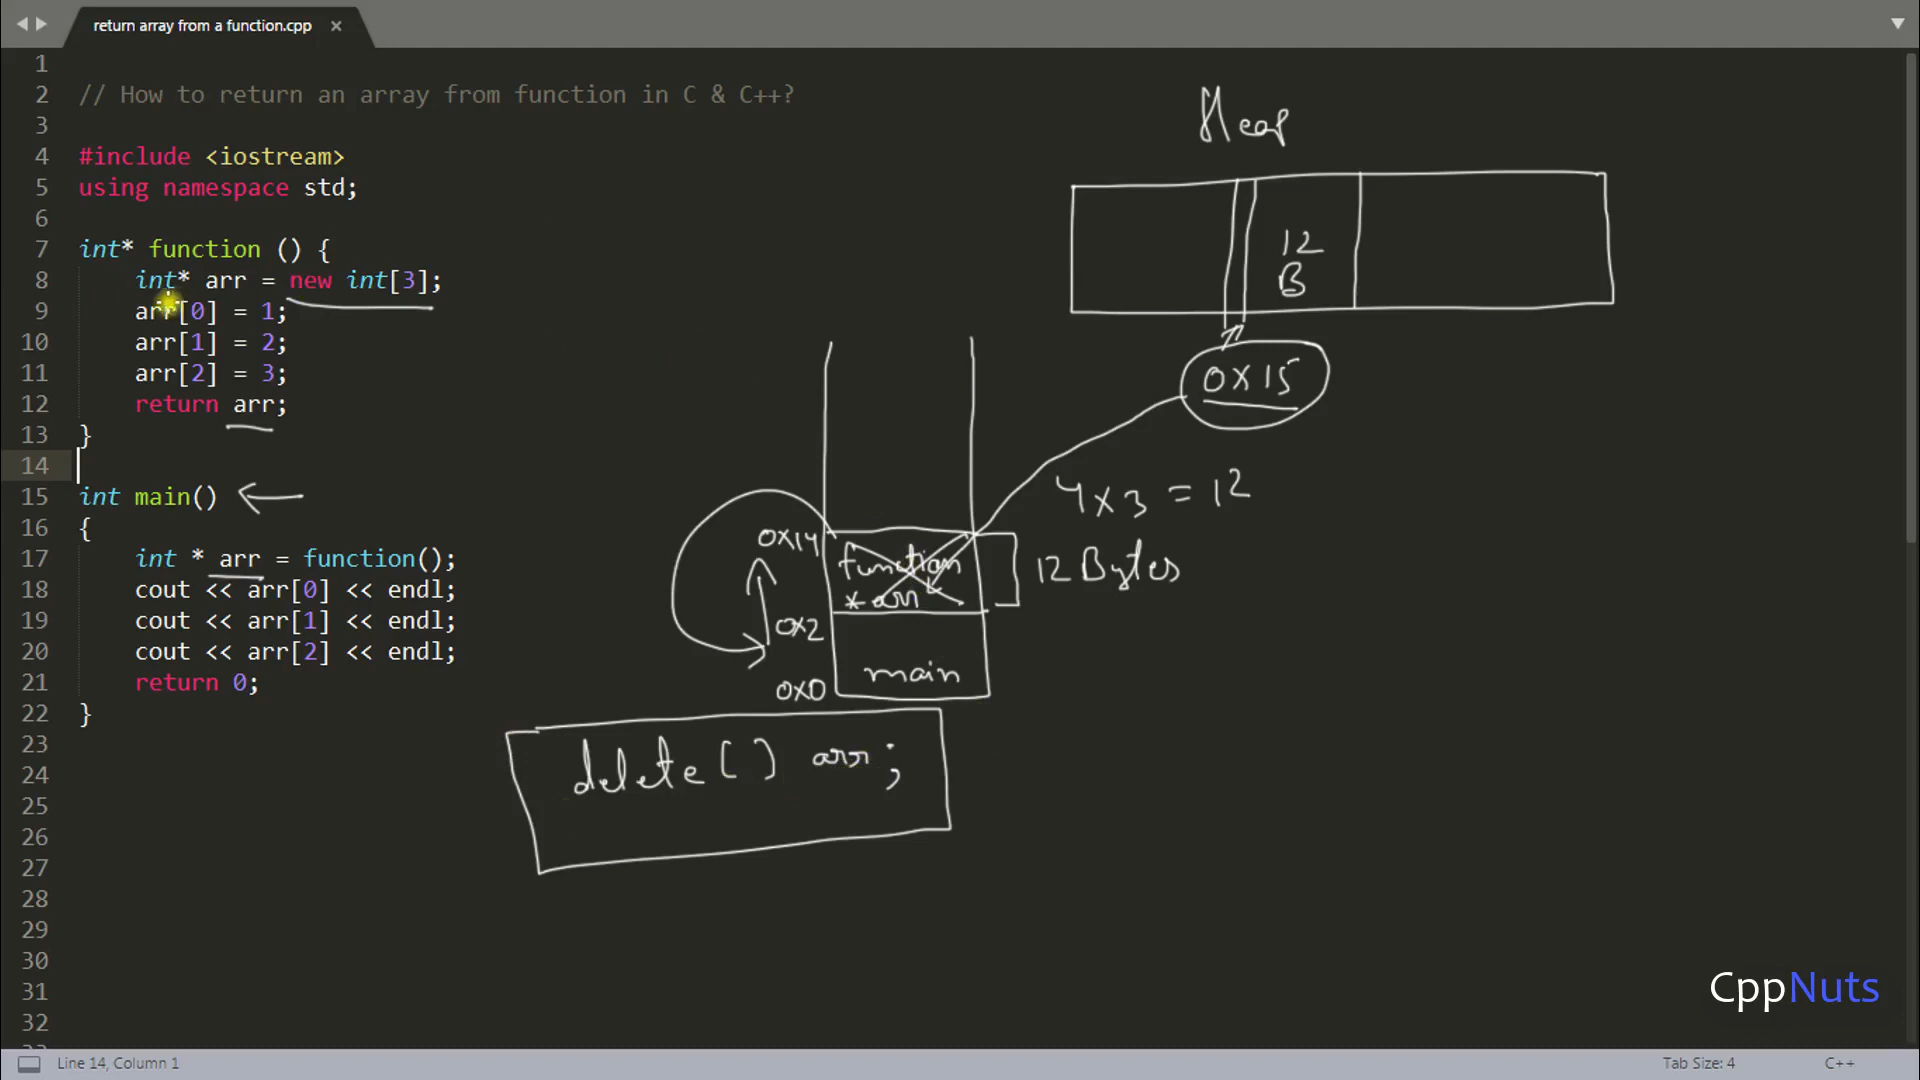 return array from a function.cpp ×
1
2 // How to return an array from function in C & C++?
3
4 #include <iostream>
5 using namespace std;
6
7 int* function () {
8 int* arr = new int[3];
9 arr[0] = 1;
10 arr[1] = 2;
11 arr[2] = 3;
12 return arr;
13 }
14
15 int main()
16 {
17 int * arr = function();
18 cout << arr[0] << endl;
19 cout << arr[1] << endl;
20 cout << arr[2] << endl;
21 return 0;
22 }
23
24
25
26
27
28
29
30
31
32
Heap
12
B
0x15
4 x 3 = 12
0x14
function
12 Bytes
* arr
0x2
main
0x0
delete[] arr;
CppNuts
Line 14, Column 1
Tab Size: 4
C++